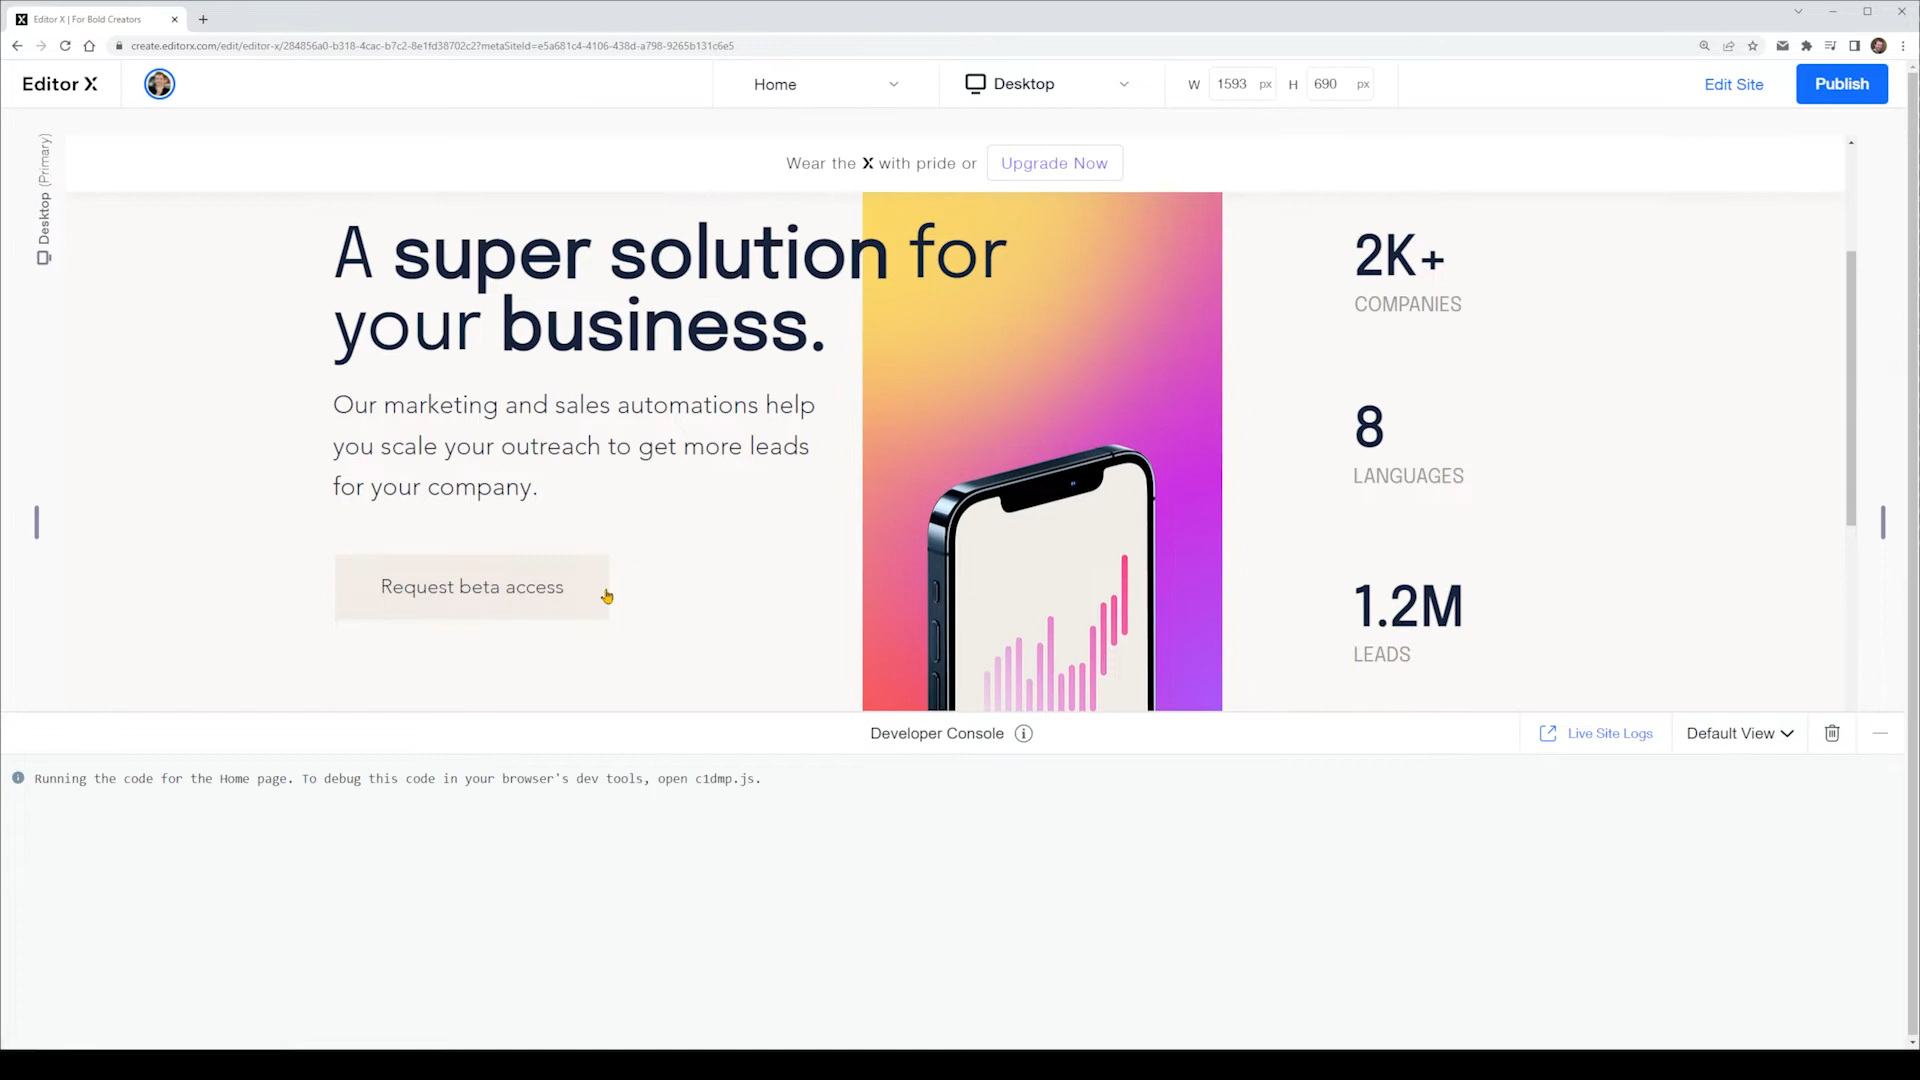 Editor X | For Bold Creators
create.editorx.com/edit/editor-x/284856a0-b318-4cac-b7c2-8e1fd38702c2?metaSiteId=e5a681c4-4106-438d-a798-9265b131c6e5
Editor X
Home
Desktop
W 1593 px H 690 px
Edit Site
Publish
Desktop (Primary)
Wear the X with pride or Upgrade Now
A super solution for
your business.
Our marketing and sales automations help
you scale your outreach to get more leads
for your company.
Request beta access
2K+
COMPANIES
8
LANGUAGES
1.2M
LEADS
Developer Console
Live Site Logs
Default View
Running the code for the Home page. To debug this code in your browser's dev tools, open c1dmp.js.